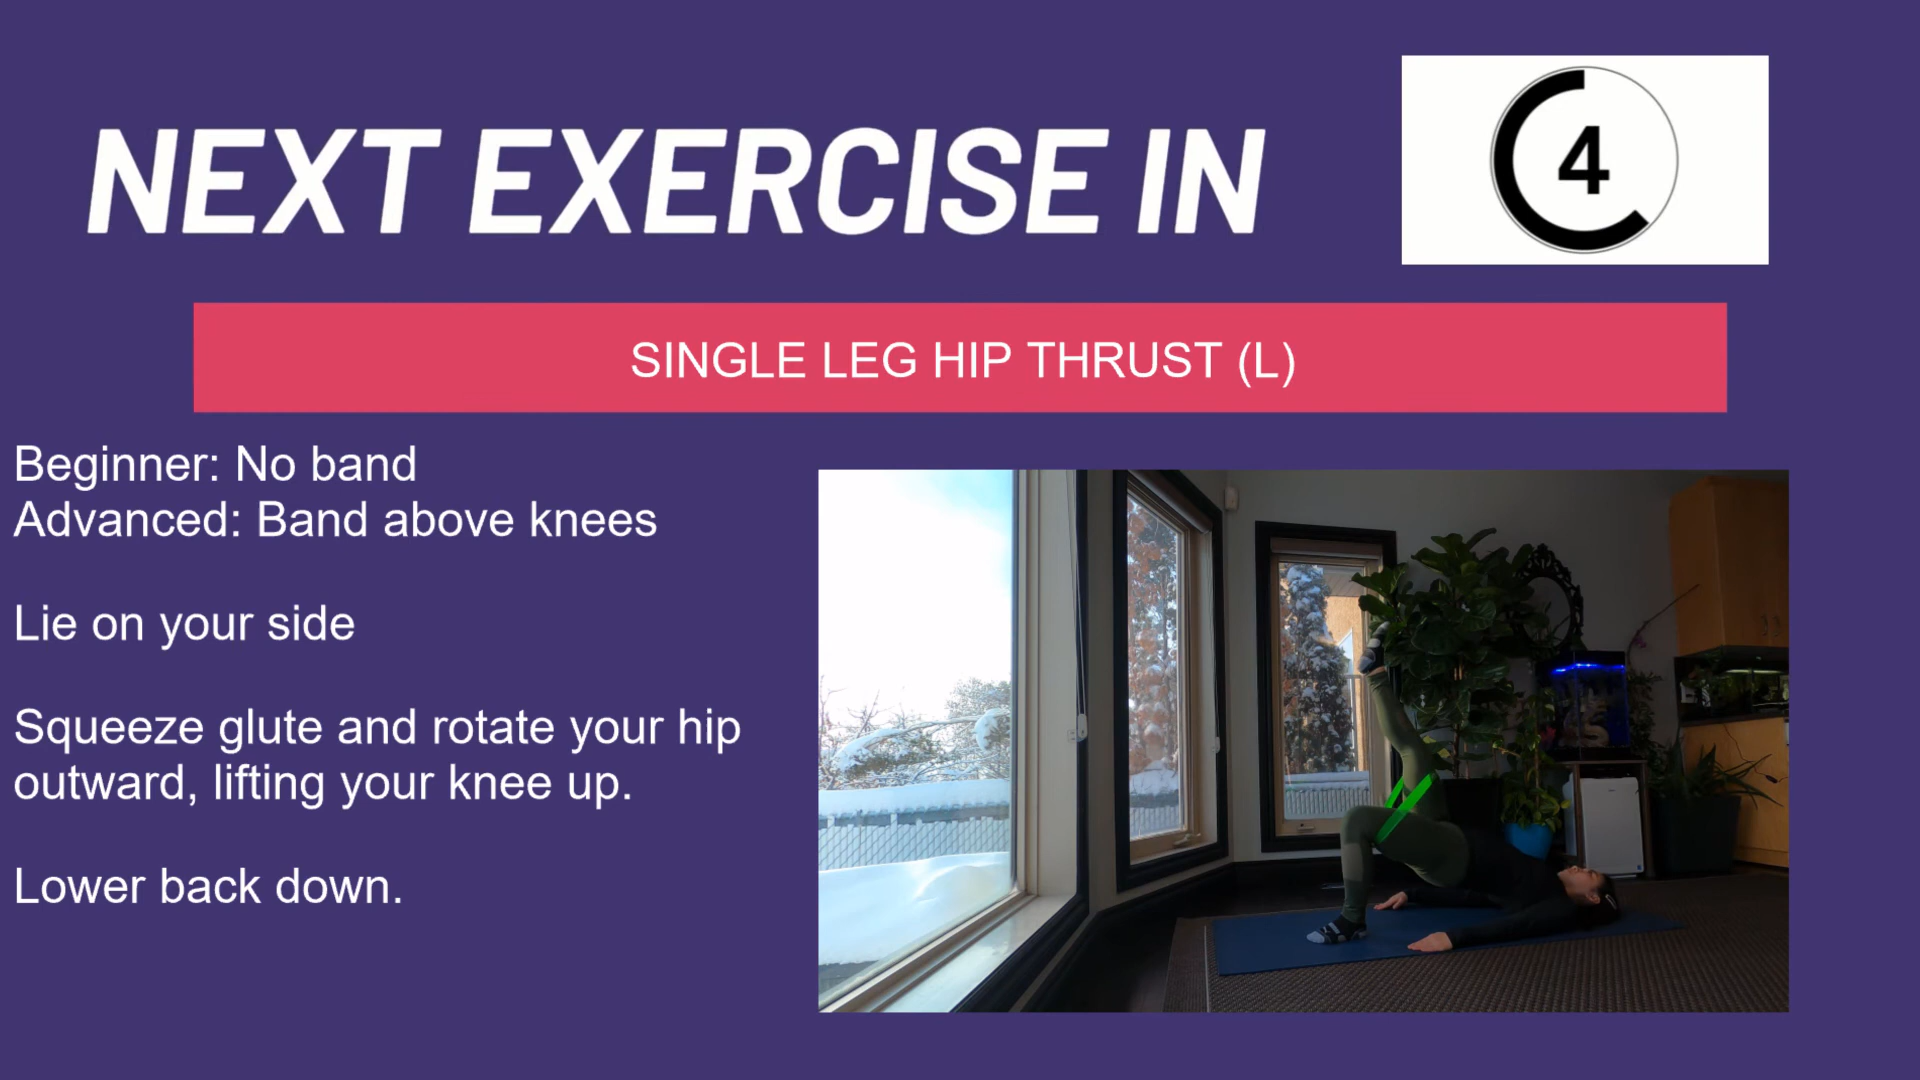 NEXT EXERCISE IN
4
SINGLE LEG HIP THRUST (L)
Beginner: No band
Advanced: Band above knees
Lie on your side
Squeeze glute and rotate your hip
outward, lifting your knee up.
Lower back down.